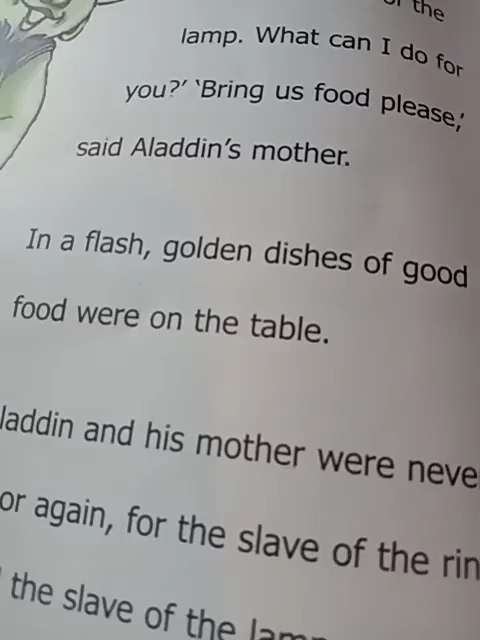 the
lamp. What can I do for
you?' 'Bring us food please,'
said Aladdin's mother.
In a flash, golden dishes of good
food were on the table.
laddin and his mother were neve
or again, for the slave of the rin
the slave of the lamp